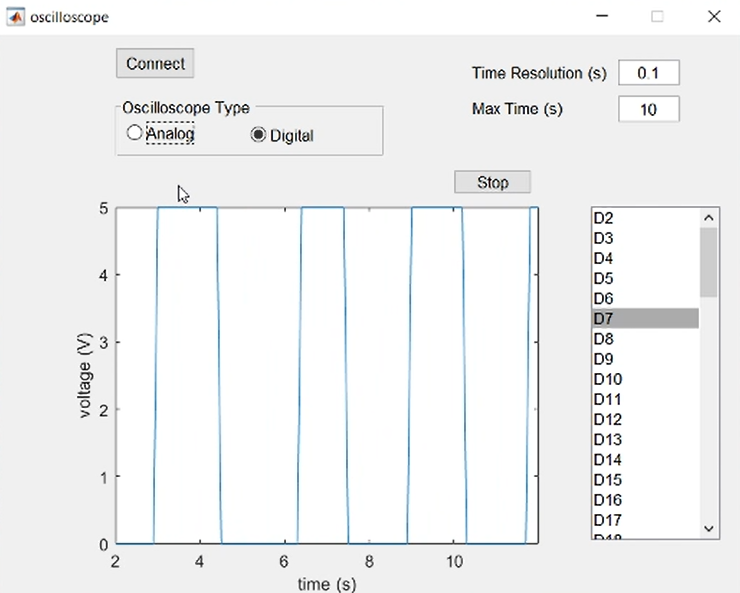 oscilloscope
Connect
Time Resolution (s) 0.1
Oscilloscope Type
Max Time (s) 10
Analog Digital
Stop
5
4
3
2
1
0
voltage (V)
2 4 6 8 10
time (s)
D2
D3
D4
D5
D6
D7
D8
D9
D10
D11
D12
D13
D14
D15
D16
D17